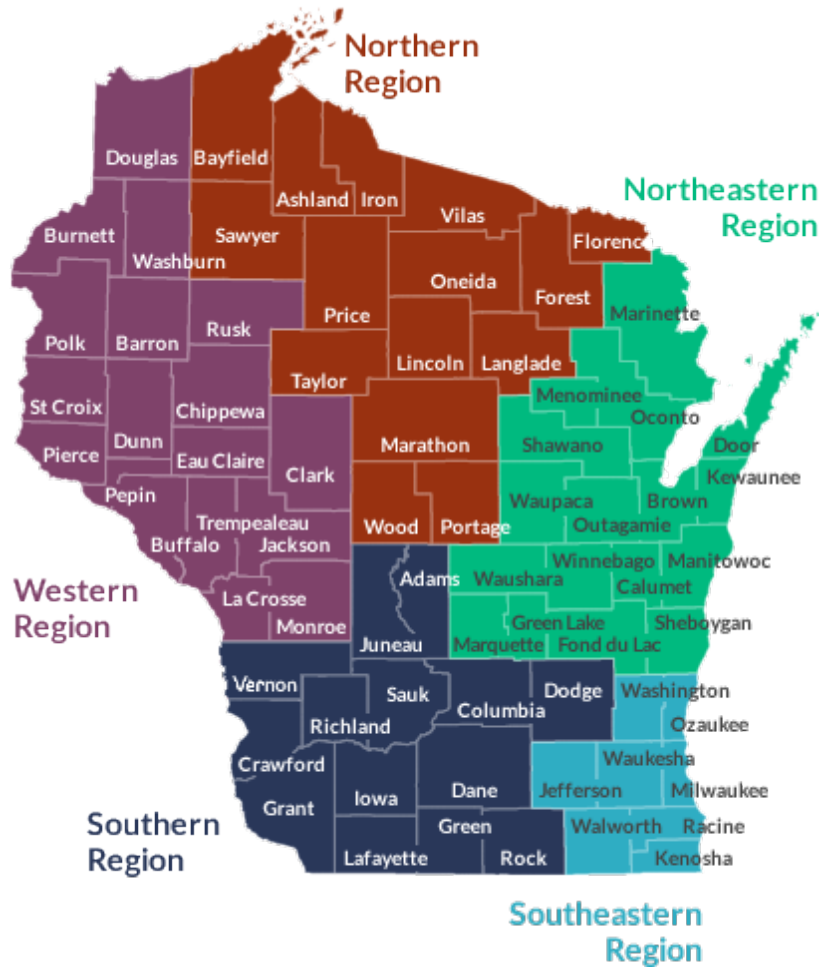 Northern
Region
Douglas
Bayfield
Ashland
Iron
Vilas
Northeastern
Region
Burnett
Washburn
Sawyer
Florenc
Oneida
Forest
Price
Marinette
Polk
Barron
Rusk
Lincoln
Langlade
Taylor
Menominee
Oconto
St Croix
Chippewa
Dunn
Marathon
Shawano
Door
Pierce
Eau Claire
Clark
Kewaunee
Pepin
Waupaca
Brown
Trempealeau
Wood
Portage
Outagamie
Buffalo
Jackson
Winnebago
Manitowoc
Adams
Waushara
Calumet
Western
Region
La Crosse
Monroe
Green Lake
Sheboygan
Juneau
Marquette
Fond du Lac
Vernon
Sauk
Dodge
Washington
Columbia
Richland
Ozaukee
Crawford
Waukesha
Grant
Iowa
Dane
Jefferson
Milwaukee
Southern
Region
Green
Walworth
Racine
Lafayette
Rock
Kenosha
Southeastern
Region